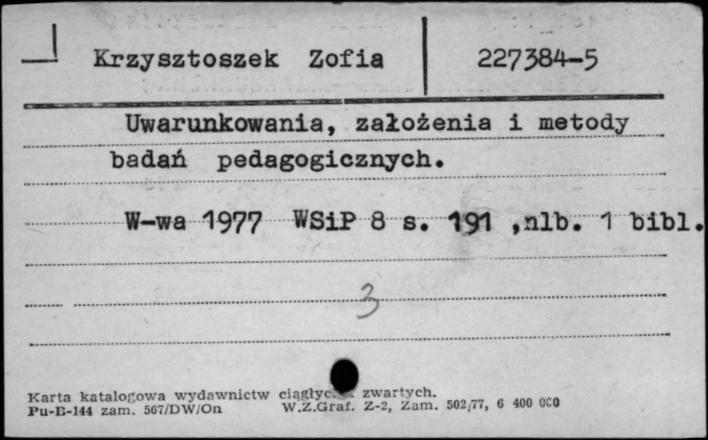 Krzysztoszek Zofia 227384-5
Uwarunkowania, założenia i metody
badań pedagogicznych.
W-wa 1977 WSiP 8 s. 191 ,nlb. 1 bibl.
3
Karta katalogowa wydawnictw zwartych.
Pu-B-144 zam. 567/DW/On W.Z.Graf. Z-2, Zam. 502/77, 6 400 000